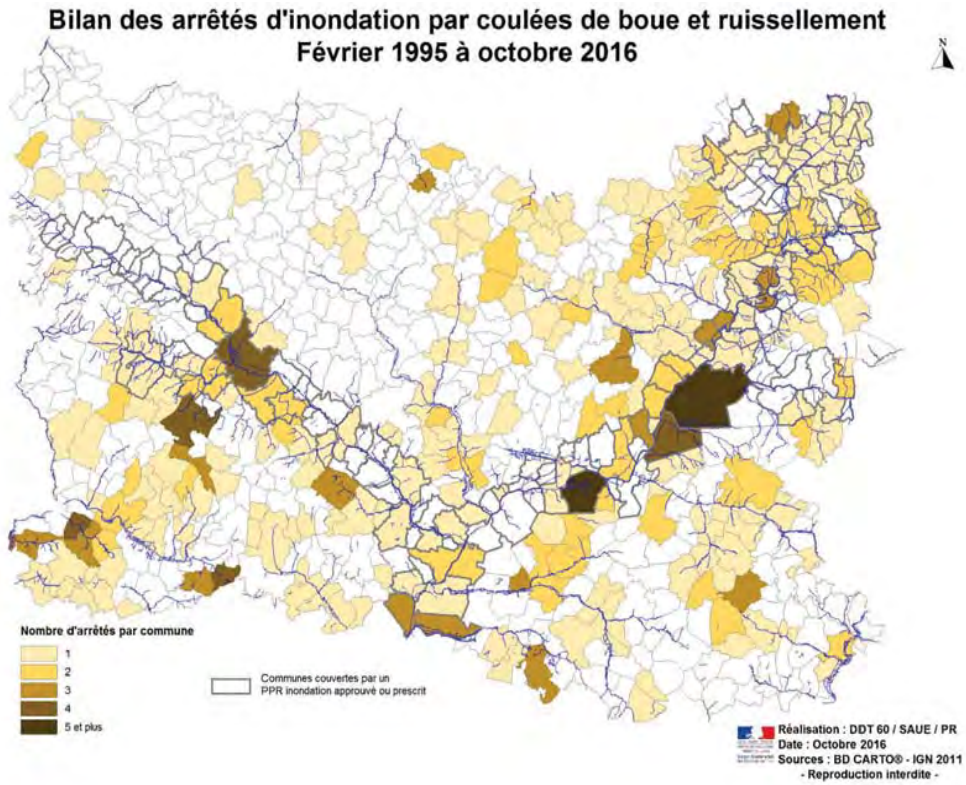 Bilan des arrêtés d'inondation par coulées de boue et ruissellement
Février 1995 à octobre 2016
N
Nombre d'arrêtés par commune
1
2
3
4
5 et plus
Communes couvertes par un
PPR inondation approuvé ou prescrit
Réalisation : DDT 60 / SAUE / PR
Date : Octobre 2016
Sources : BD CARTO® - IGN 2011
- Reproduction interdite -